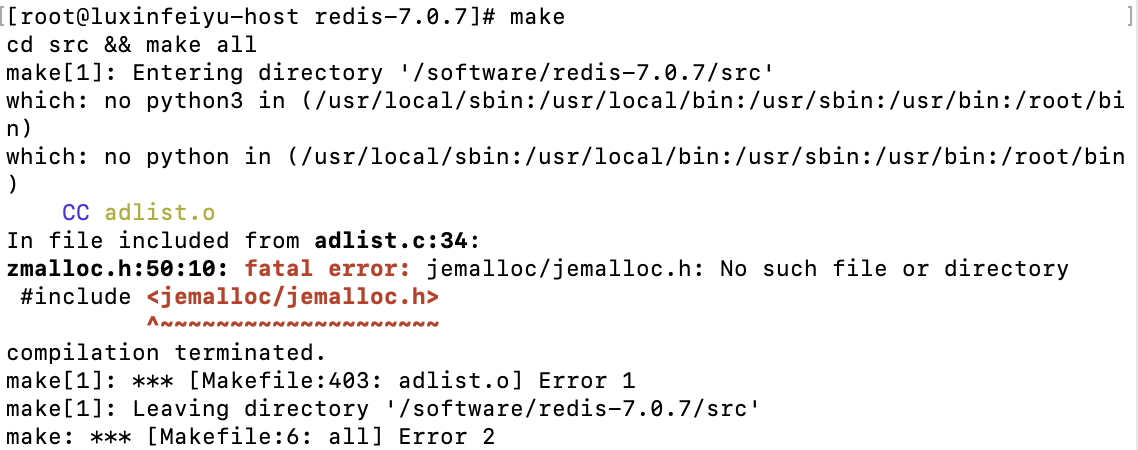 [[root@luxinfeiyu-host redis-7.0.7]# make ]
cd src && make all
make[1]: Entering directory '/software/redis-7.0.7/src'
which: no python3 in (/usr/local/sbin:/usr/local/bin:/usr/sbin:/usr/bin:/root/bi
n)
which: no python in (/usr/local/sbin:/usr/local/bin:/usr/sbin:/usr/bin:/root/bin
)
    CC adlist.o
In file included from adlist.c:34:
zmalloc.h:50:10: fatal error: jemalloc/jemalloc.h: No such file or directory
 #include <jemalloc/jemalloc.h>
          ^~~~~~~~~~~~~~~~~~~~~
compilation terminated.
make[1]: *** [Makefile:403: adlist.o] Error 1
make[1]: Leaving directory '/software/redis-7.0.7/src'
make: *** [Makefile:6: all] Error 2